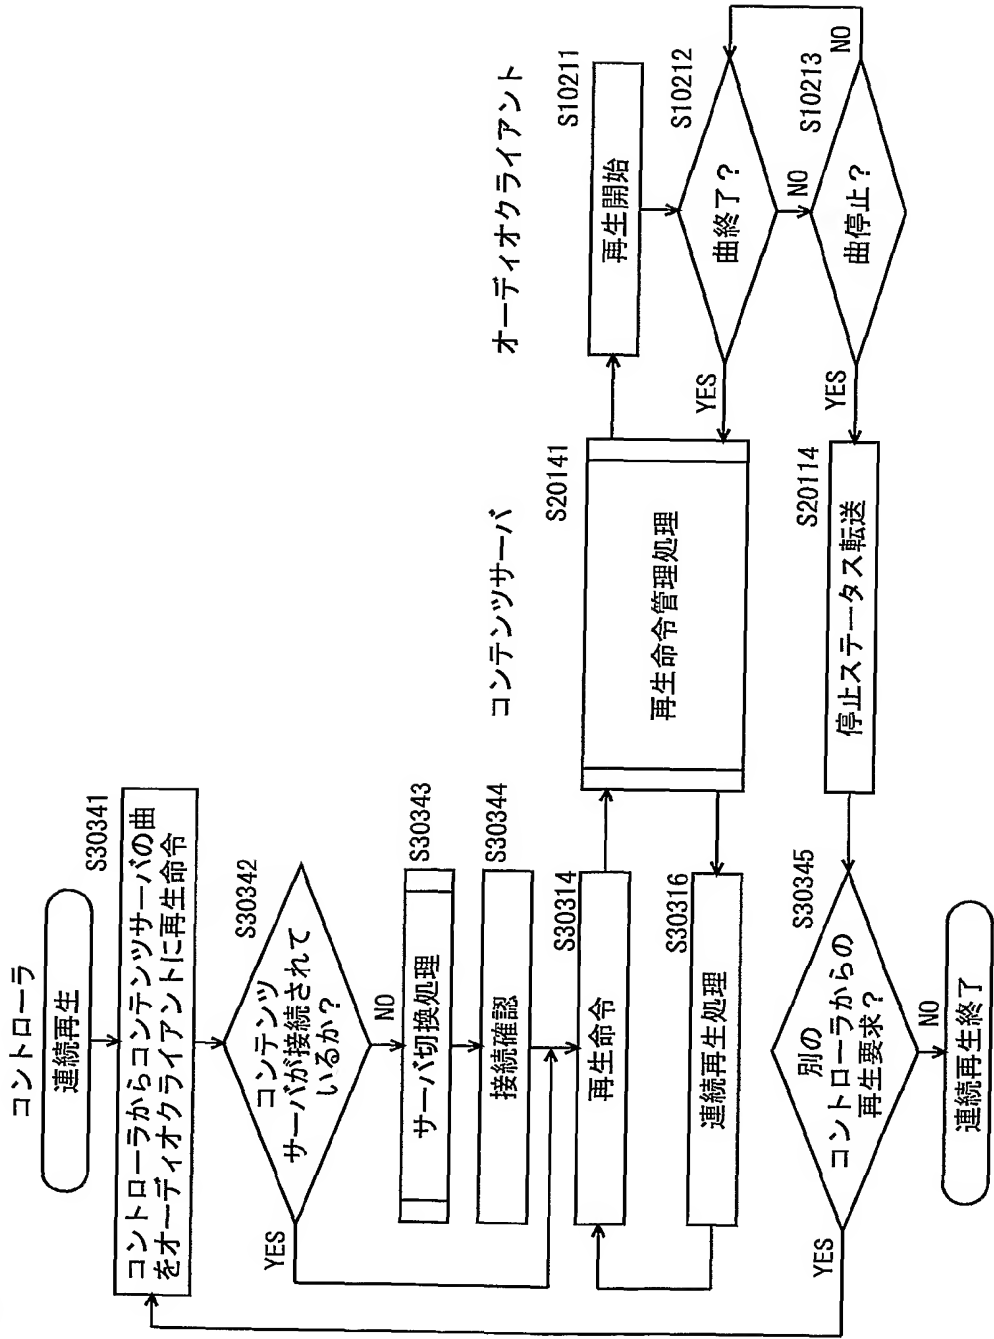 コントローラ
連続再生
S30341
コントローラからコンテンツサーバの曲
をオーディオクライアントに再生命令
S30342
コンテンツ
サーバが接続されて
いるか？
YES
NO
S30343
サーバ切換処理
S30344
接続確認
S30314
再生命令
S30316
連続再生処理
S30345
別の
コントローラからの
再生要求？
YES
NO
連続再生終了
コンテンツサーバ
S20141
再生命令管理処理
S20114
停止ステータス転送
オーディオクライアント
S10211
再生開始
S10212
曲終了？
YES
NO
S10213
曲停止？
YES
NO